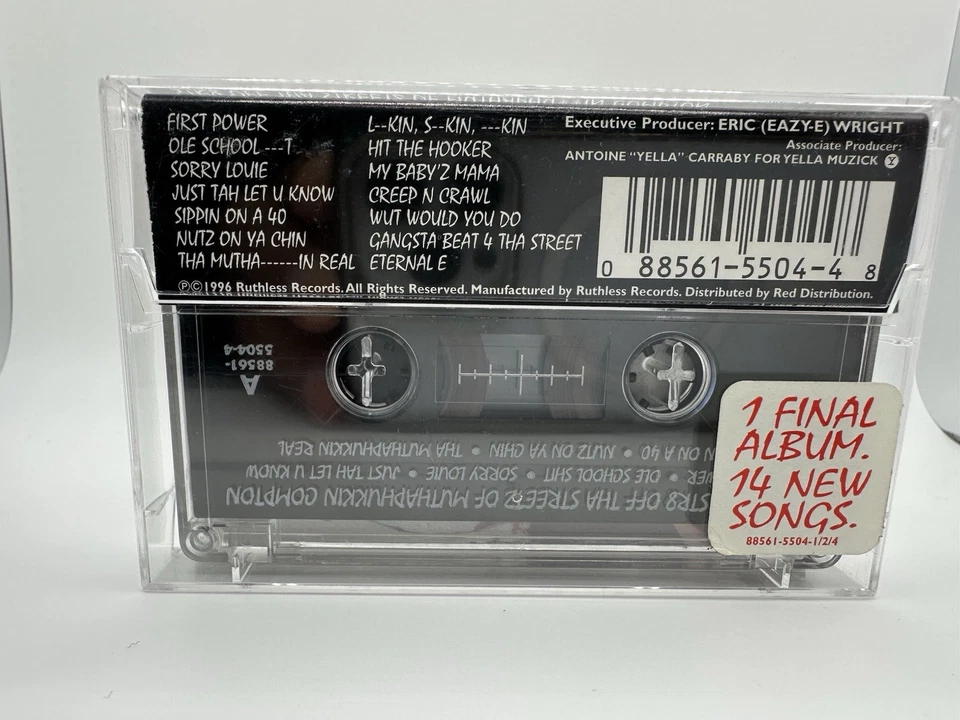 FIRST POWER
OLE SCHOOL ---T
SORRY LOUIE
JUST TAH LET U KNOW
SIPPIN ON A 40
NUTZ ON YA CHIN
THA MUTHA------IN REAL
L--KIN, S--KIN, ---KIN
HIT THE HOOKER
MY BABY'Z MAMA
CREEP N CRAWL
WUT WOULD YOU DO
GANGSTA BEAT 4 THA STREET
ETERNAL E
Executive Producer: ERIC (EAZY-E) WRIGHT
Associate Producer:
ANTOINE "YELLA" CARRABY FOR YELLA MUZICK Y
0 88561-5504-4 8
ⓅⒸ1996 Ruthless Records. All Rights Reserved. Manufactured by Ruthless Records. Distributed by Red Distribution.
STR8 OFF THA STREETZ OF MUTHAPHUKKIN COMPTON
WER • OLE SCHOOL SHIT • SORRY LOUIE • JUST TAH LET U KNOW
N ON A 40 • NUTZ ON YA CHIN • THA MUTHAPHUKKIN REAL
A
88561-
5504-4
1 FINAL
ALBUM.
14 NEW
SONGS.
88561-5504-1/2/4